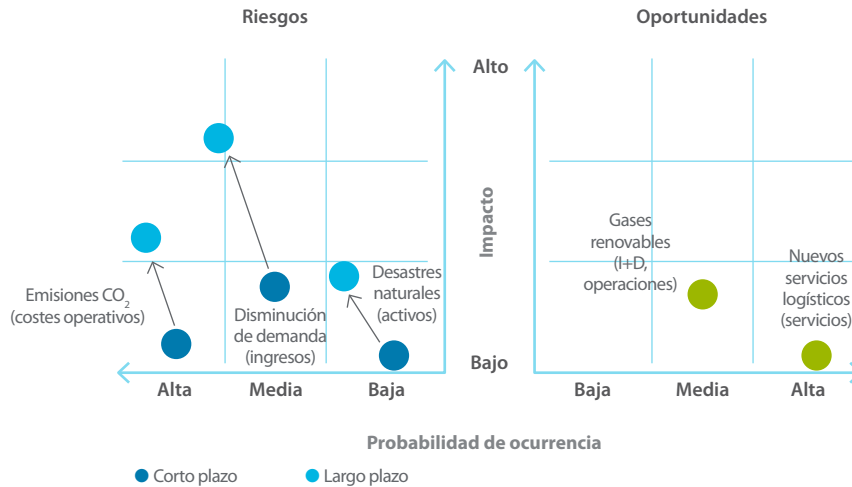 Riesgos
Oportunidades
Alto
Impacto
Bajo
Emisiones CO₂
(costes operativos)
Disminución
de demanda
(ingresos)
Desastres
naturales
(activos)
Gases
renovables
(I+D,
operaciones)
Nuevos
servicios
logísticos
(servicios)
Alta
Media
Baja
Baja
Media
Alta
Probabilidad de ocurrencia
Corto plazo
Largo plazo